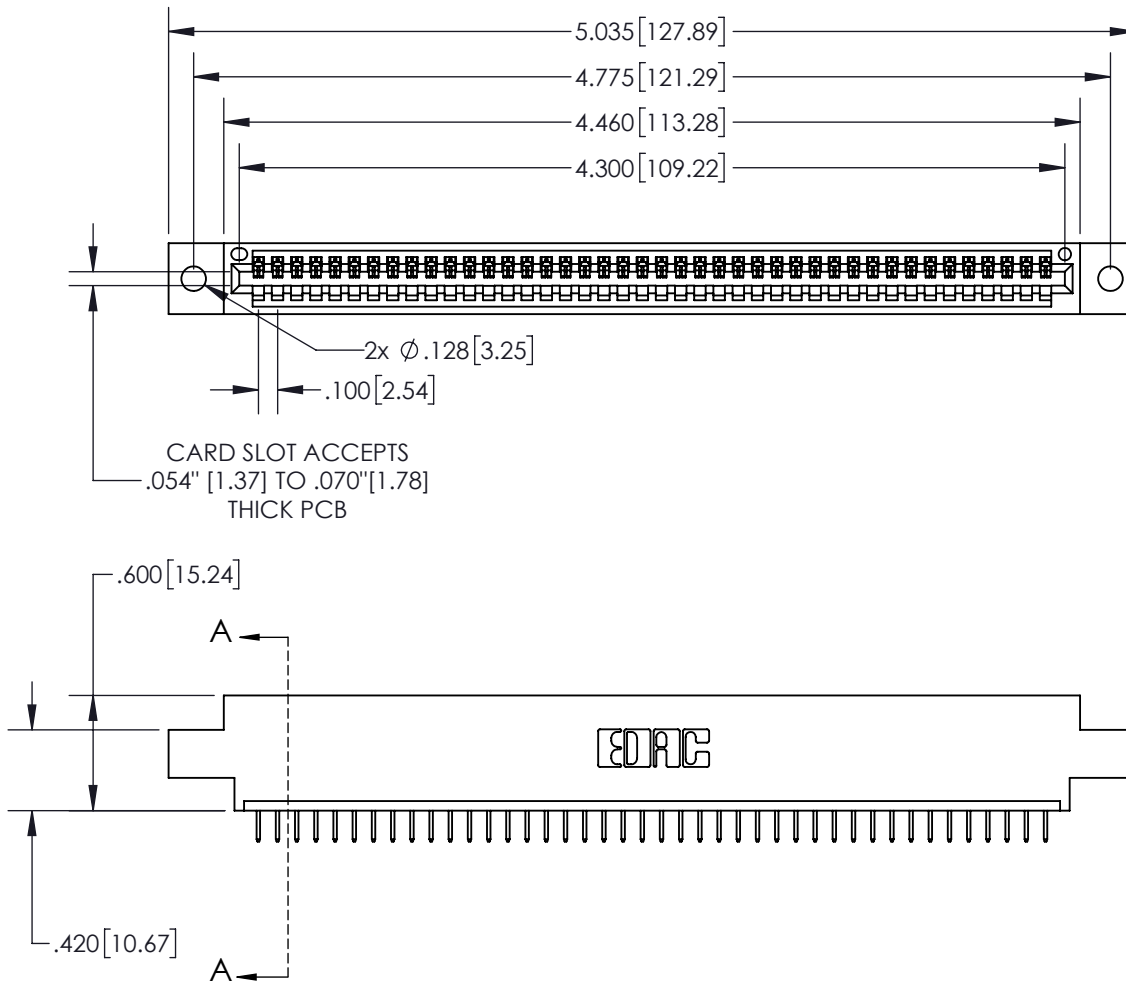 5.035[127.89]
4.775[121.29]
4.460[113.28]
4.300[109.22]
2x Ø.128[3.25]
.100[2.54]
CARD SLOT ACCEPTS
.054" [1.37] TO .070"[1.78]
THICK PCB
.600[15.24]
A
EDAC
.420[10.67]
A